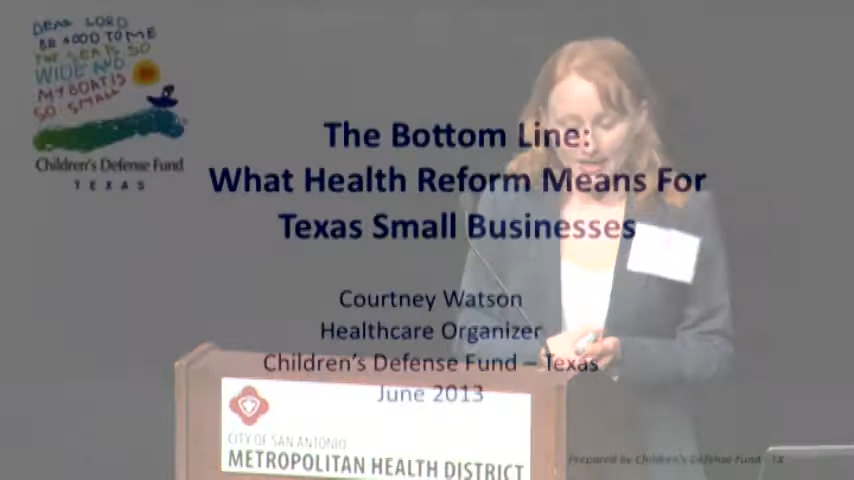 DEAR LORD
BE GOOD TO ME
THE SEA IS SO
WIDE AND
MY BOAT IS
SO SMALL
Children's Defense Fund
TEXAS
The Bottom Line:
What Health Reform Means For
Texas Small Businesses
Courtney Watson
Healthcare Organizer
Children's Defense Fund – Texas
June 2013
CITY OF SAN ANTONIO
METROPOLITAN HEALTH DISTRICT
Prepared by Children's Defense Fund - TX